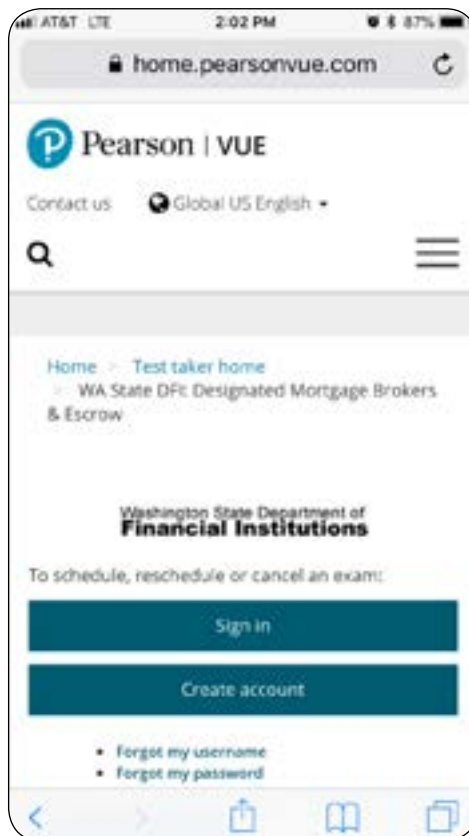 AT&T LTE 2:02 PM 87%
home.pearsonvue.com
Pearson | VUE
Contact us Global US English
Home > Test taker home
> WA State DFI: Designated Mortgage Brokers
& Escrow
Washington State Department of
Financial Institutions
To schedule, reschedule or cancel an exam:
Sign in
Create account
• Forgot my username
• Forgot my password